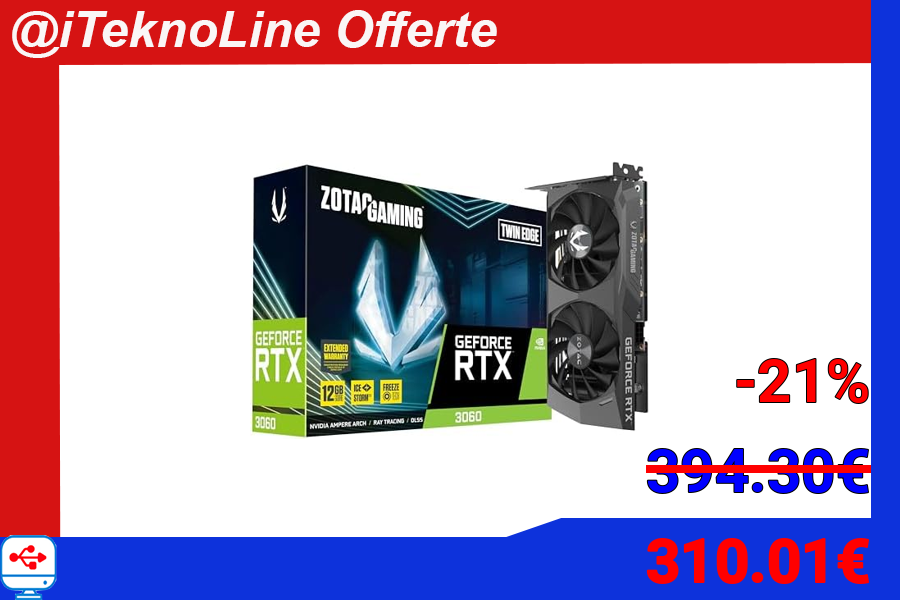 @iTeknoLine Offerte
ZOTAC GAMING
TWIN EDGE
GEFORCE
RTX
3060
EXTENDED
WARRANTY
12GB
ICE
STORM
FREEZE
GEFORCE
RTX
3060
NVIDIA AMPERE ARCH / RAY TRACING / DLSS
ZOTAC GAMING
ZOTAC
GEFORCE RTX
-21%
394.30€
310.01€